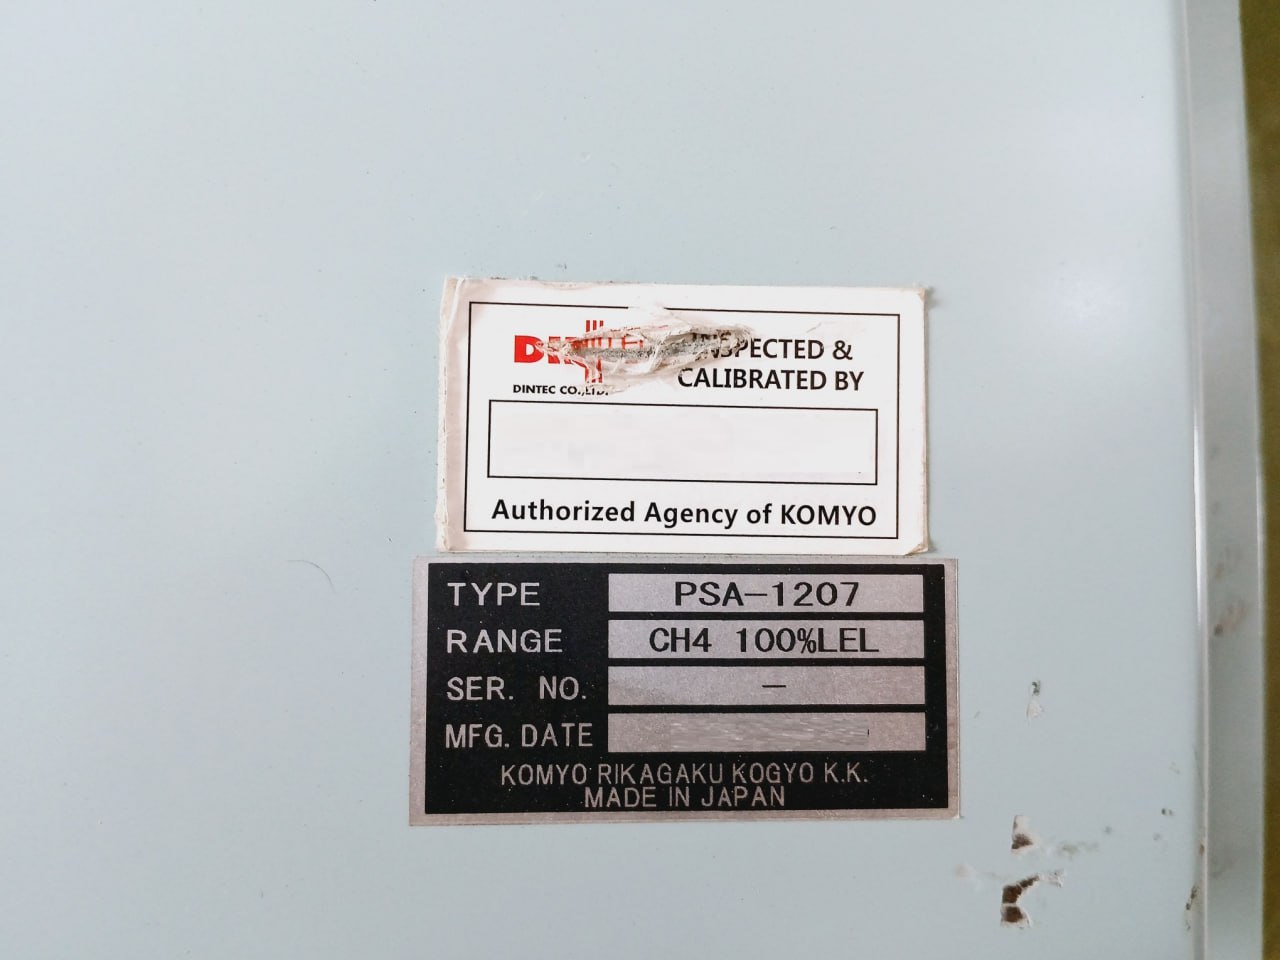 INSPECTED &
CALIBRATED BY
DINTEC CO.,LTD.
Authorized Agency of KOMYO
TYPE PSA-1207
RANGE CH4 100%LEL
SER. NO. —
MFG. DATE
KOMYO RIKAGAKU KOGYO K.K.
MADE IN JAPAN